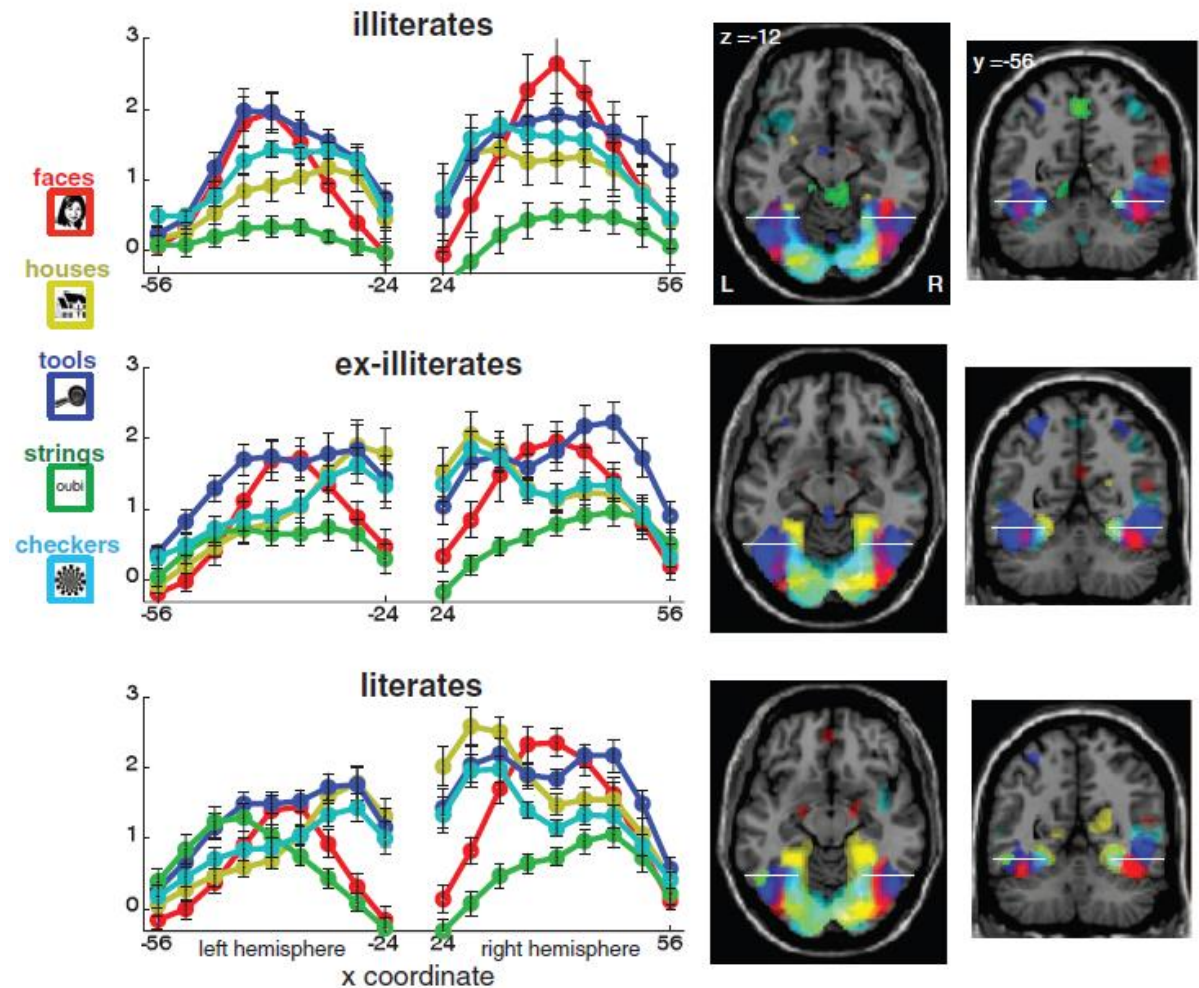 illiterates
3
2
1
0
-56
-24
24
56
z =-12
L
R
y =-56
faces
houses
tools
strings
oubi
checkers
ex-illiterates
3
2
1
0
-56
-24
24
56
literates
3
2
1
0
-56
left hemisphere
-24
24
right hemisphere
56
x coordinate